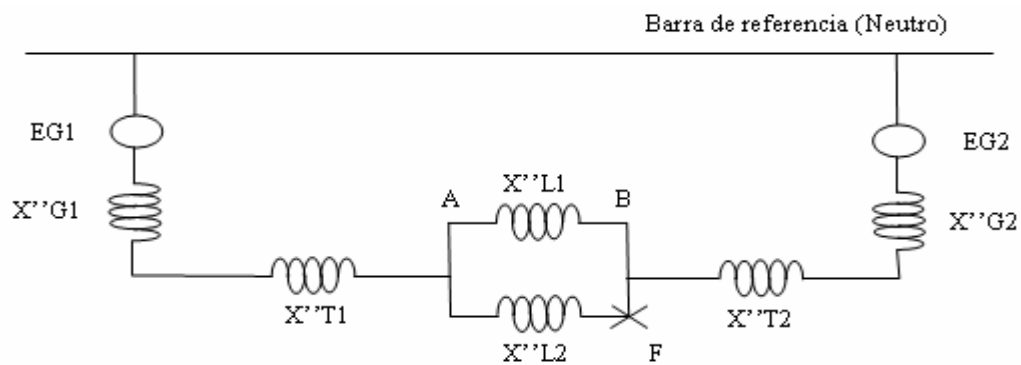 Barra de referencia (Neutro)
EG1
EG2
X’’G1
X’’G2
A
X’’L1
B
X’’T1
X’’T2
X’’L2
F